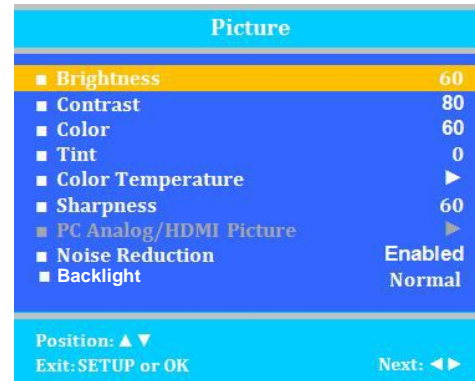 Picture
■ Brightness 60
■ Contrast 80
■ Color 60
■ Tint 0
■ Color Temperature ►
■ Sharpness 60
■ PC Analog/HDMI Picture ►
■ Noise Reduction Enabled
■ Backlight Normal
Position: ▲ ▼
Exit: SETUP or OK Next: ◄►